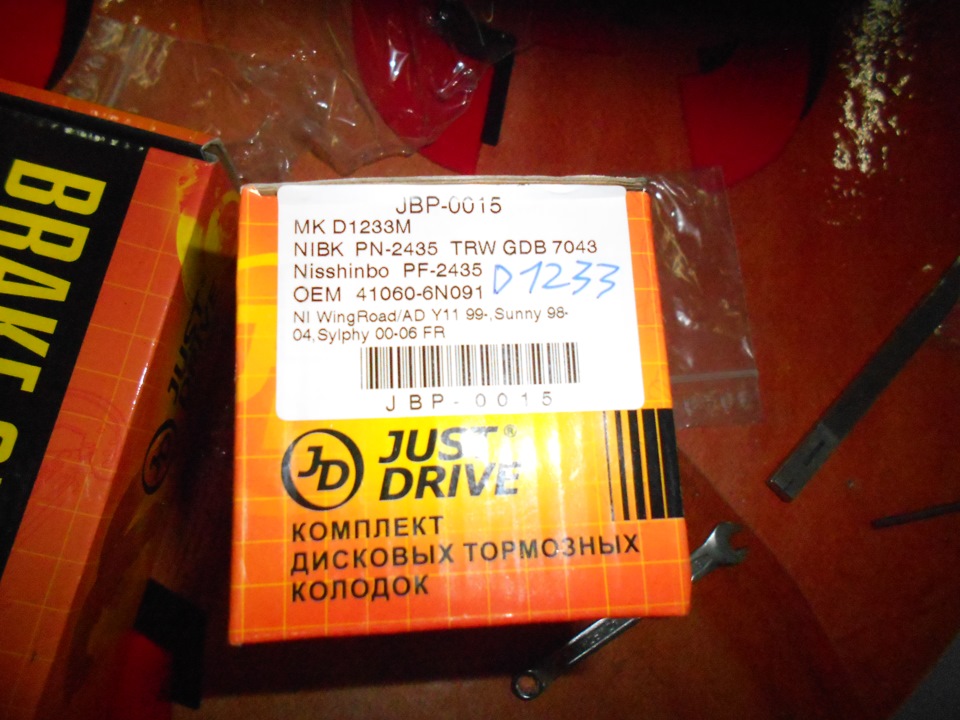 JBP-0015
MK D1233M
NIBK PN-2435 TRW GDB 7043
Nisshinbo PF-2435
D1233
OEM 41060-6N091
NI WingRoad/AD Y11 99-,Sunny 98-
04,Sylphy 00-06 FR
JBP-0015
JD JUST® DRIVE
КОМПЛЕКТ
ДИСКОВЫХ ТОРМОЗНЫХ
КОЛОДОК
BRAKE